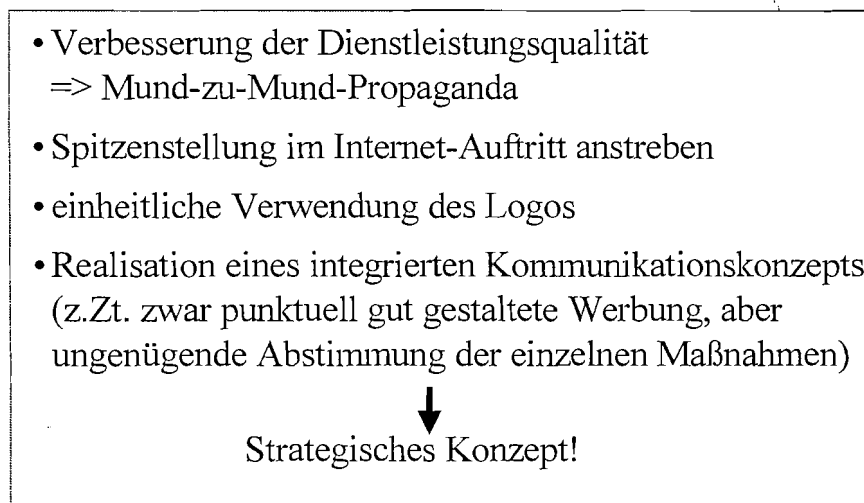 • Verbesserung der Dienstleistungsqualität
=> Mund-zu-Mund-Propaganda
• Spitzenstellung im Internet-Auftritt anstreben
• einheitliche Verwendung des Logos
• Realisation eines integrierten Kommunikationskonzepts
(z.Zt. zwar punktuell gut gestaltete Werbung, aber
ungenügende Abstimmung der einzelnen Maßnahmen)
Strategisches Konzept!